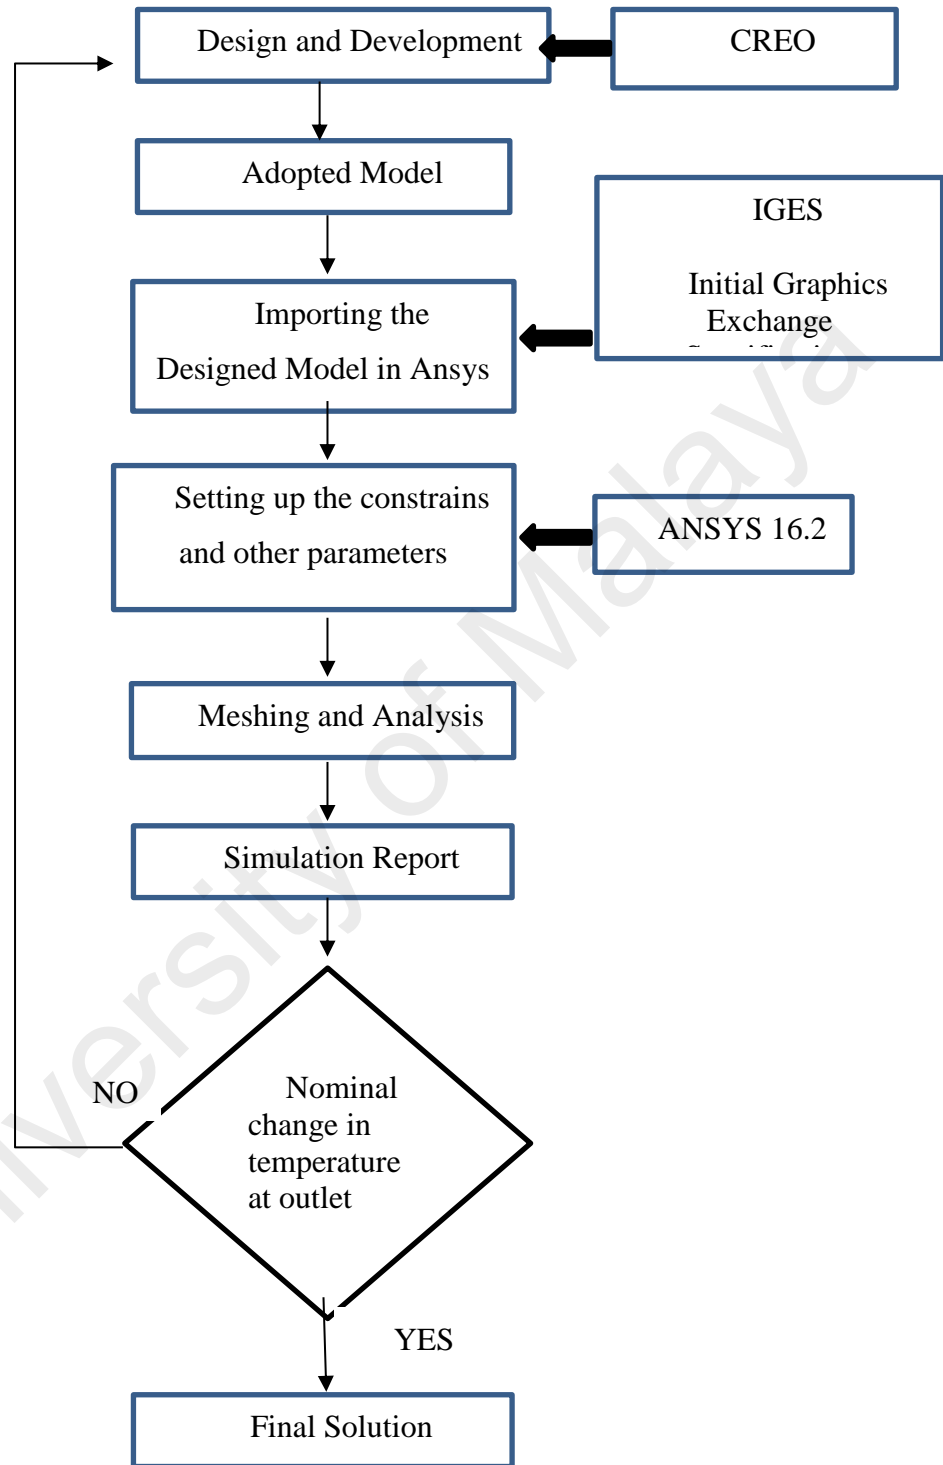 Design and Development
CREO
Adopted Model
IGES
Initial Graphics
Exchange
Importing the
Designed Model in Ansys
Setting up the constrains
and other parameters
ANSYS 16.2
Meshing and Analysis
Simulation Report
NO
Nominal
change in
temperature
at outlet
YES
Final Solution
University of Malaya